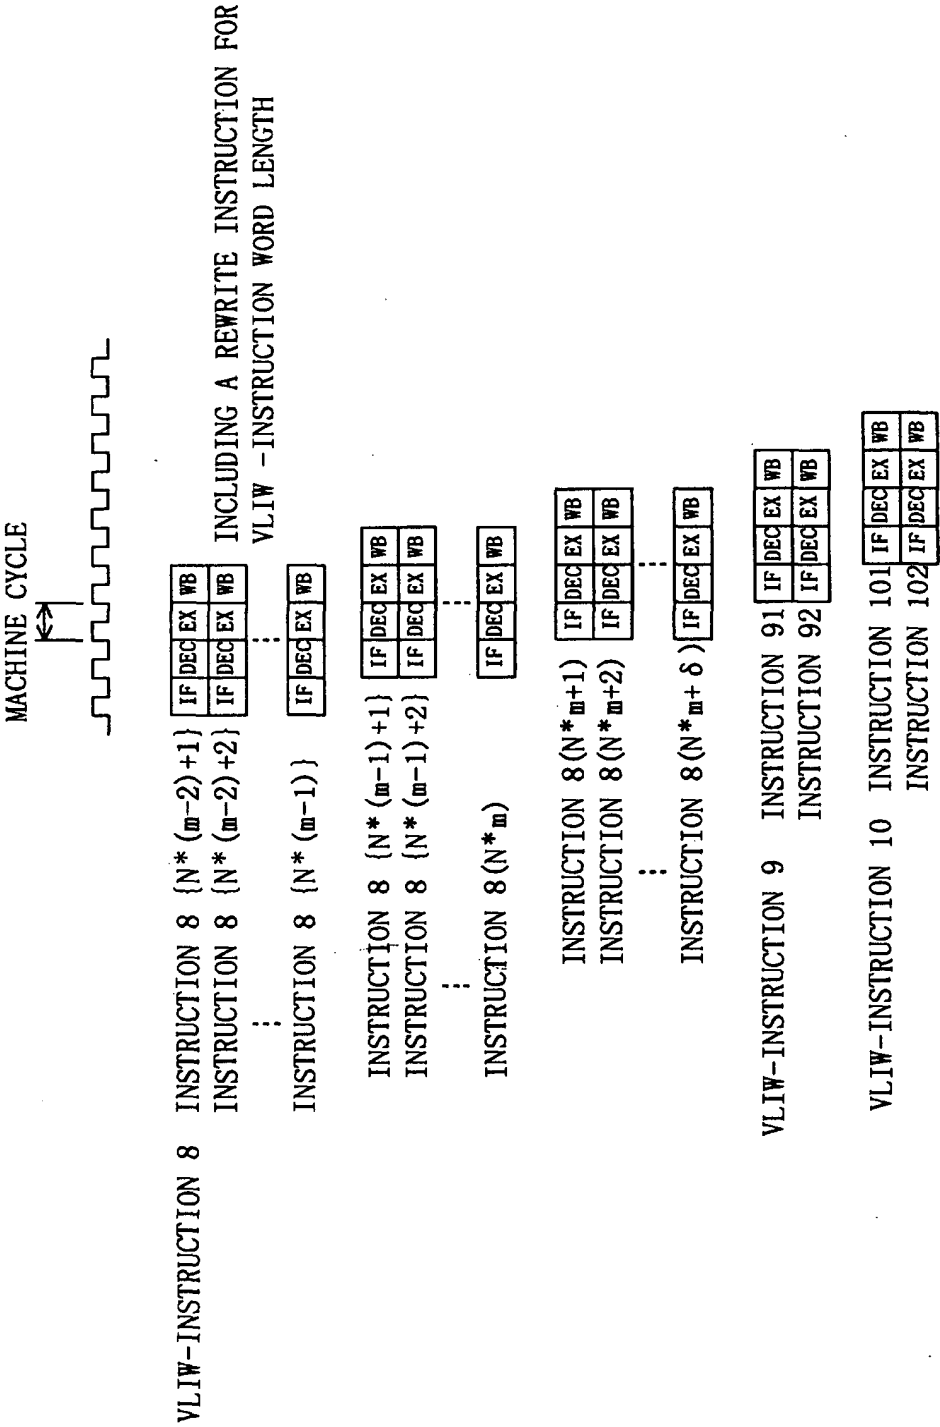 MACHINE CYCLE
VLIW-INSTRUCTION 8 INSTRUCTION 8 {N*(m-2)+1} IF DEC EX WB
INSTRUCTION 8 {N*(m-2)+2} IF DEC EX WB
INCLUDING A REWRITE INSTRUCTION FOR
VLIW -INSTRUCTION WORD LENGTH
INSTRUCTION 8 {N*(m-1)} IF DEC EX WB
INSTRUCTION 8 {N*(m-1)+1} IF DEC EX WB
INSTRUCTION 8 {N*(m-1)+2} IF DEC EX WB
INSTRUCTION 8(N*m) IF DEC EX WB
INSTRUCTION 8(N*m+1) IF DEC EX WB
INSTRUCTION 8(N*m+2) IF DEC EX WB
INSTRUCTION 8(N*m+ δ) IF DEC EX WB
VLIW-INSTRUCTION 9 INSTRUCTION 91 IF DEC EX WB
INSTRUCTION 92 IF DEC EX WB
VLIW-INSTRUCTION 10 INSTRUCTION 101 IF DEC EX WB
INSTRUCTION 102 IF DEC EX WB